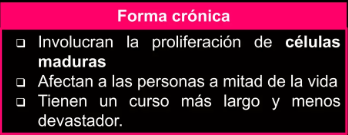 Forma crónica
❑ Involucran la proliferación de células
maduras
❑ Afectan a las personas a mitad de la vida
❑ Tienen un curso más largo y menos
devastador.